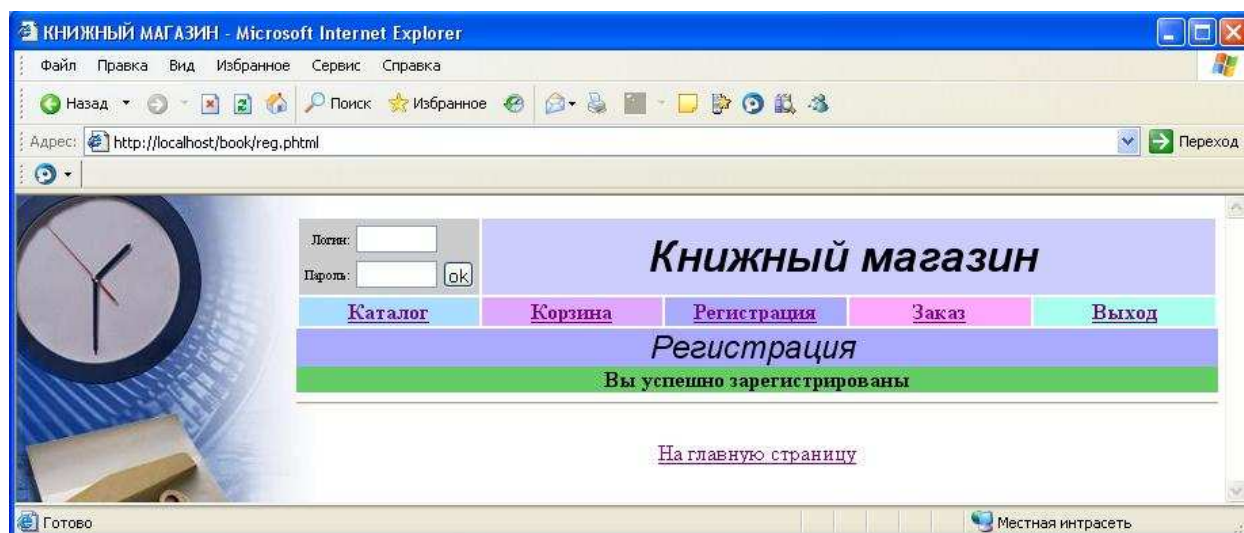 КНИЖНЫЙ МАГАЗИН - Microsoft Internet Explorer
Файл Правка Вид Избранное Сервис Справка
Назад Поиск Избранное
Адрес: http://localhost/book/reg.phtml Переход
Логин:
Пароль: ok
Книжный магазин
Каталог Корзина Регистрация Заказ Выход
Регистрация
Вы успешно зарегистрированы
На главную страницу
Готово Местная интрасеть